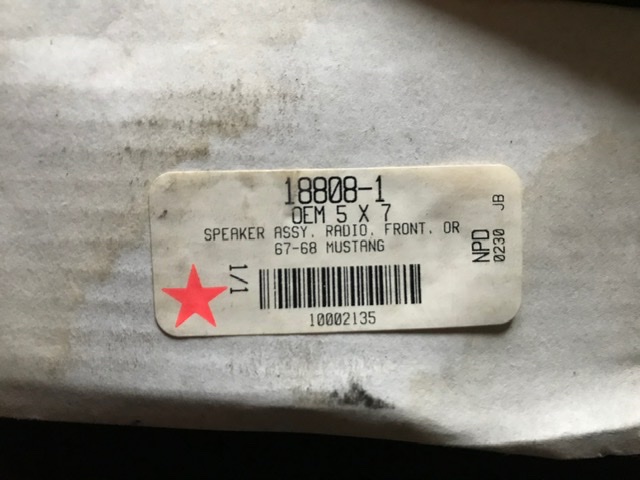 18808-1
OEM 5 X 7
SPEAKER ASSY, RADIO, FRONT, OR
67-68 MUSTANG
1/1
10002135
NPD
0230 JB